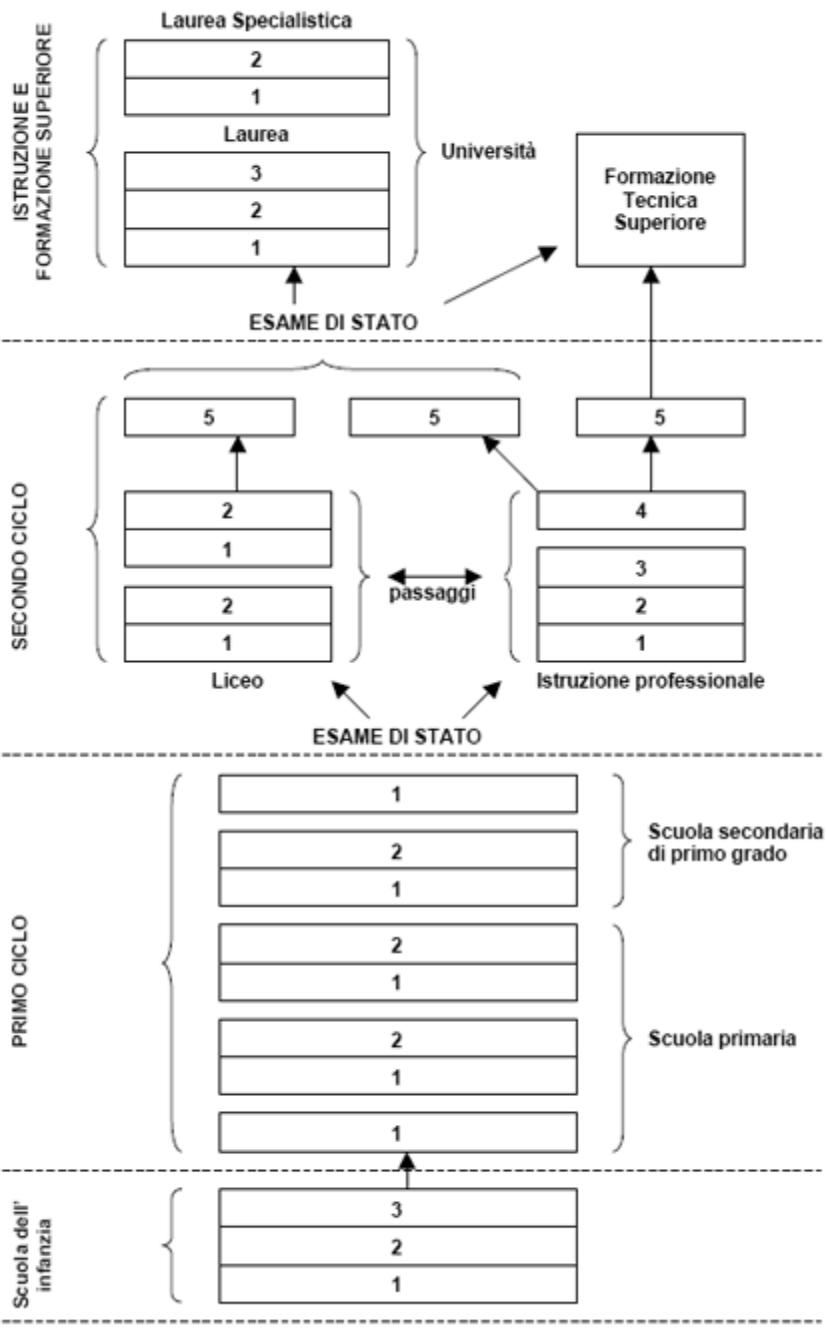 Laurea Specialistica
2
1
Laurea
3
2
1
Università
ISTRUZIONE E
FORMAZIONE SUPERIORE
Formazione
Tecnica
Superiore
ESAME DI STATO
SECONDO CICLO
5
5
5
2
1
2
1
Liceo
passaggi
4
3
2
1
Istruzione professionale
ESAME DI STATO
PRIMO CICLO
1
2
1
Scuola secondaria
di primo grado
2
1
2
1
1
Scuola primaria
Scuola dell'
infanzia
3
2
1